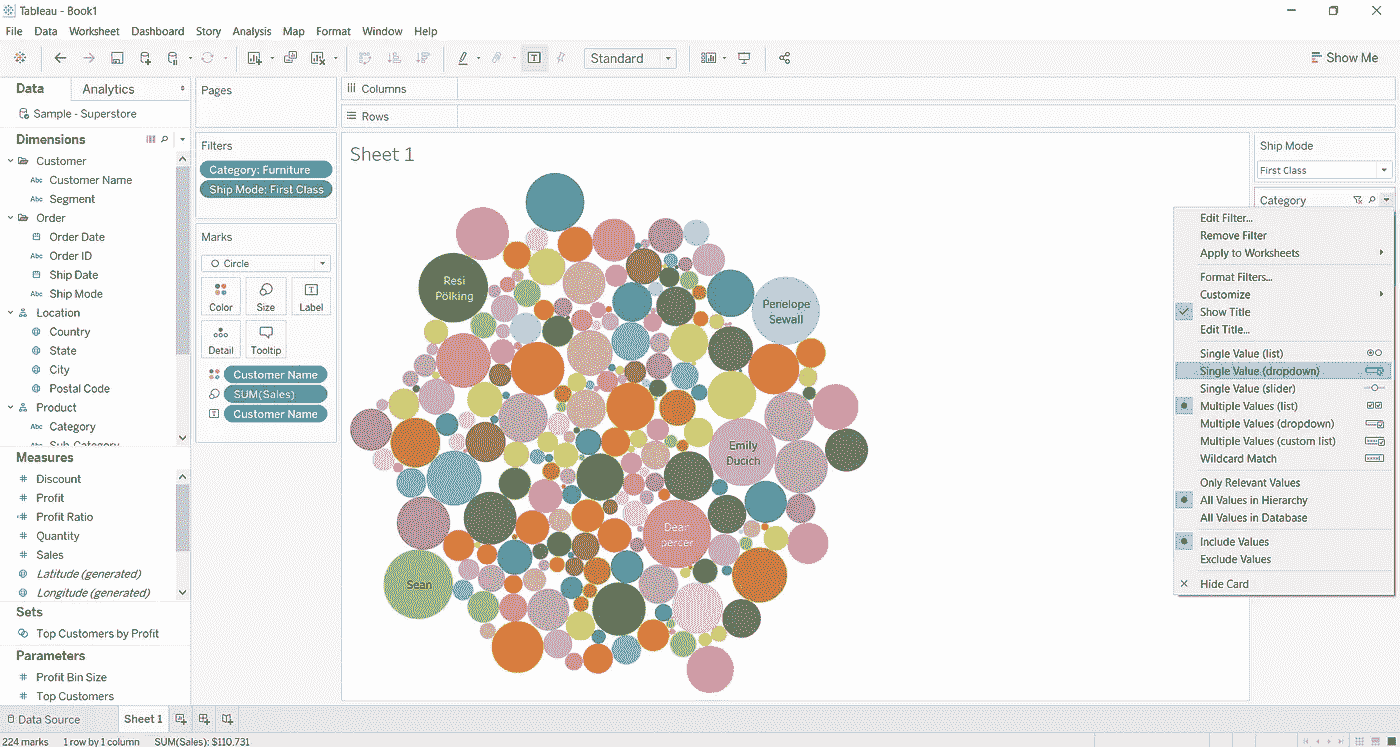 Tableau - Book1
File Data Worksheet Dashboard Story Analysis Map Format Window Help
Standard
Show Me
Data
Analytics
Sample - Superstore
Dimensions
Customer
Abc Customer Name
Abc Segment
Order
Order Date
Abc Order ID
Ship Date
Abc Ship Mode
Location
Country
State
City
Postal Code
Product
Abc Category
Abc Sub-Category
Measures
# Discount
# Profit
=# Profit Ratio
# Quantity
# Sales
Latitude (generated)
Longitude (generated)
Sets
Top Customers by Profit
Parameters
# Profit Bin Size
# Top Customers
Pages
Filters
Category: Furniture
Ship Mode: First Class
Marks
Circle
Color
Size
Label
Detail
Tooltip
Customer Name
SUM(Sales)
Customer Name
Columns
Rows
Sheet 1
Resi
Pölking
Penelope
Sewall
Emily
Ducich
Dean
percer
Sean
Ship Mode
First Class
Category
Edit Filter...
Remove Filter
Apply to Worksheets
Format Filters...
Customize
Show Title
Edit Title...
Single Value (list)
Single Value (dropdown)
Single Value (slider)
Multiple Values (list)
Multiple Values (dropdown)
Multiple Values (custom list)
Wildcard Match
Only Relevant Values
All Values in Hierarchy
All Values in Database
Include Values
Exclude Values
Hide Card
Data Source
Sheet 1
224 marks 1 row by 1 column SUM(Sales): $110,731